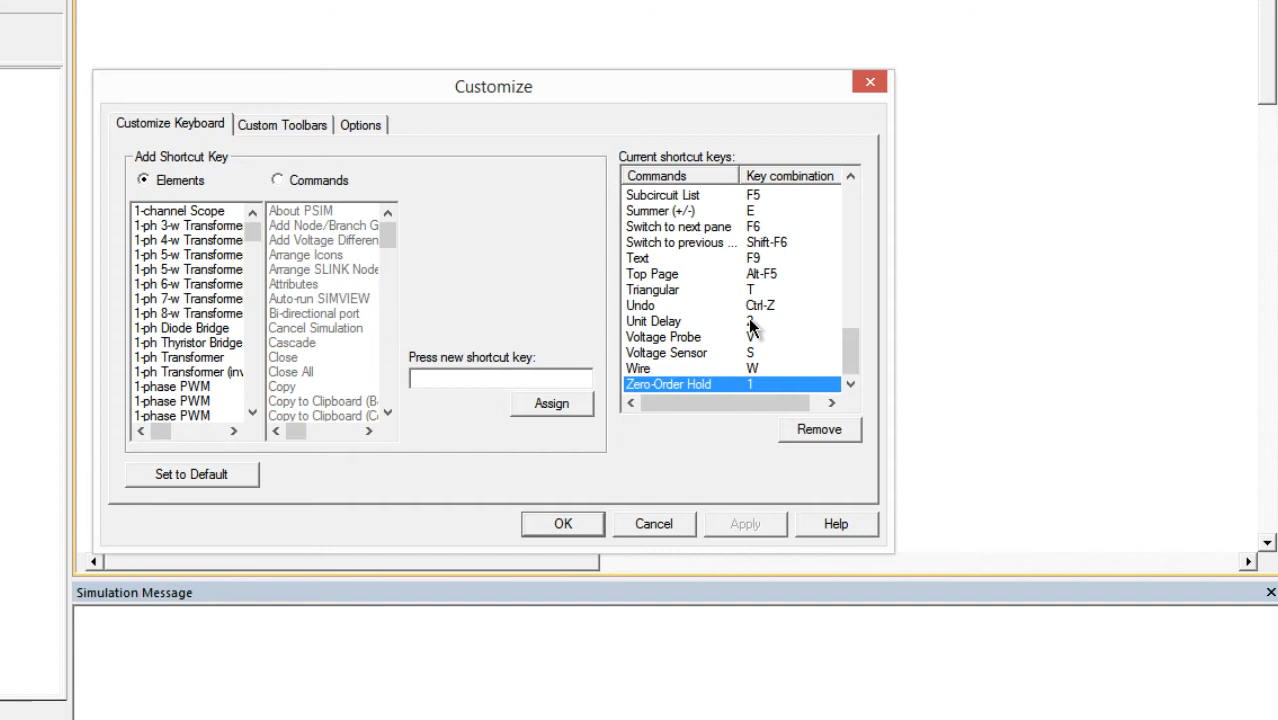 Customize
Customize Keyboard
Custom Toolbars
Options
Add Shortcut Key
Elements
Commands
1-channel Scope
1-ph 3-w Transforme
1-ph 4-w Transforme
1-ph 5-w Transforme
1-ph 5-w Transforme
1-ph 6-w Transforme
1-ph 7-w Transforme
1-ph 8-w Transforme
1-ph Diode Bridge
1-ph Thyristor Bridge
1-ph Transformer
1-ph Transformer (inv
1-phase PWM
1-phase PWM
1-phase PWM
About PSIM
Add Node/Branch G
Add Voltage Differen
Arrange Icons
Arrange SLINK Node
Attributes
Auto-run SIMVIEW
Bi-directional port
Cancel Simulation
Cascade
Close
Close All
Copy
Copy to Clipboard (B
Copy to Clipboard (C
Press new shortcut key:
Assign
Set to Default
Current shortcut keys:
Commands Key combination
Subcircuit List F5
Summer (+/-) E
Switch to next pane F6
Switch to previous ... Shift-F6
Text F9
Top Page Alt-F5
Triangular T
Undo Ctrl-Z
Unit Delay
Voltage Probe V
Voltage Sensor S
Wire W
Zero-Order Hold 1
Remove
OK
Cancel
Apply
Help
Simulation Message